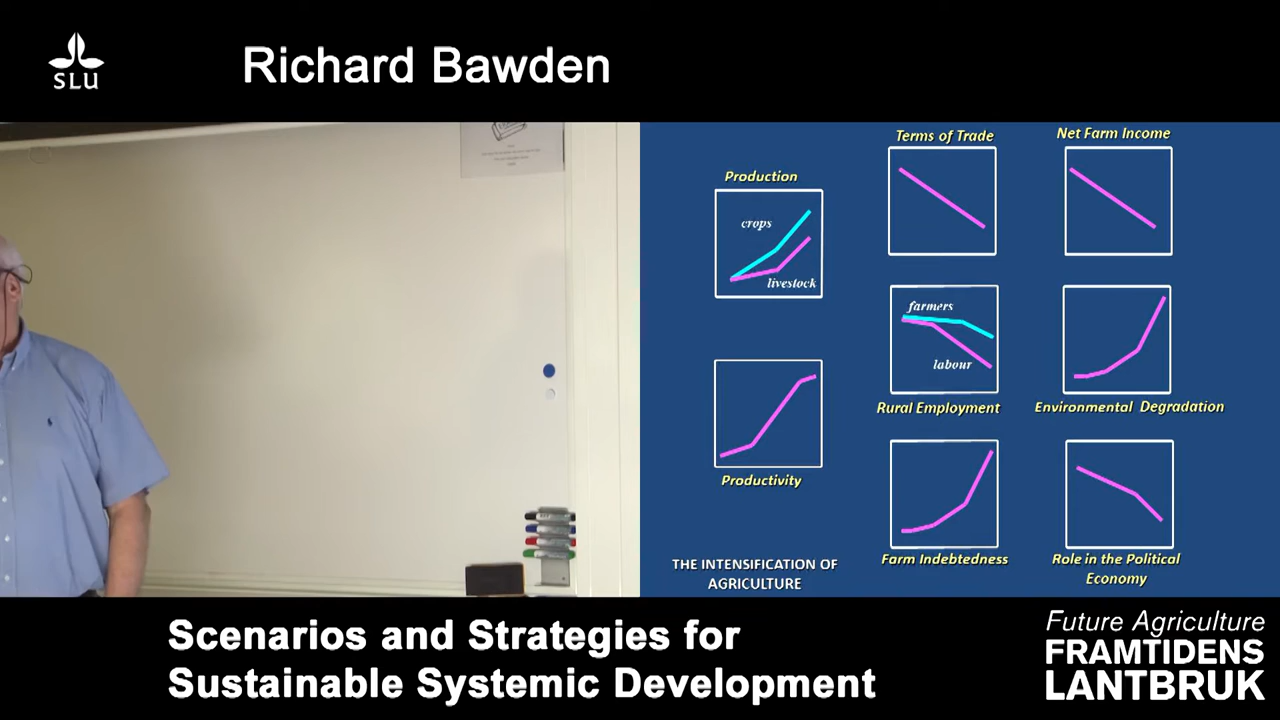 SLU
Richard Bawden
Terms of Trade
Net Farm Income
Production
crops
livestock
farmers
labour
Rural Employment
Environmental Degradation
Productivity
THE INTENSIFICATION OF
AGRICULTURE
Farm Indebtedness
Role in the Political
Economy
Scenarios and Strategies for
Sustainable Systemic Development
Future Agriculture
FRAMTIDENS
LANTBRUK